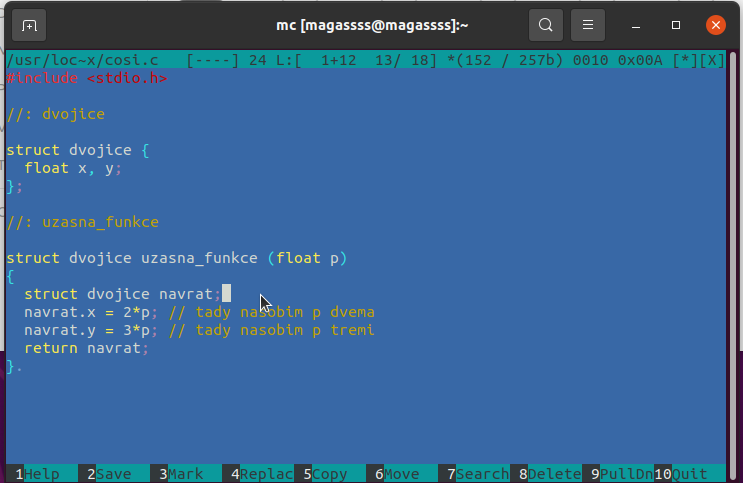 mc [magassss@magassss]:~
/usr/loc~x/cosi.c   [----] 24 L:[  1+12  13/ 18] *(152 / 257b) 0010 0x00A [*][X]
#include <stdio.h>
//: dvojice
struct dvojice {
  float x, y;
};
//: uzasna_funkce
struct dvojice uzasna_funkce (float p)
{
  struct dvojice navrat;
  navrat.x = 2*p; // tady nasobim p dvema
  navrat.y = 3*p; // tady nasobim p tremi
  return navrat;
}.
1Help  2Save  3Mark  4Replac 5Copy  6Move  7Search 8Delete 9PullDn 10Quit